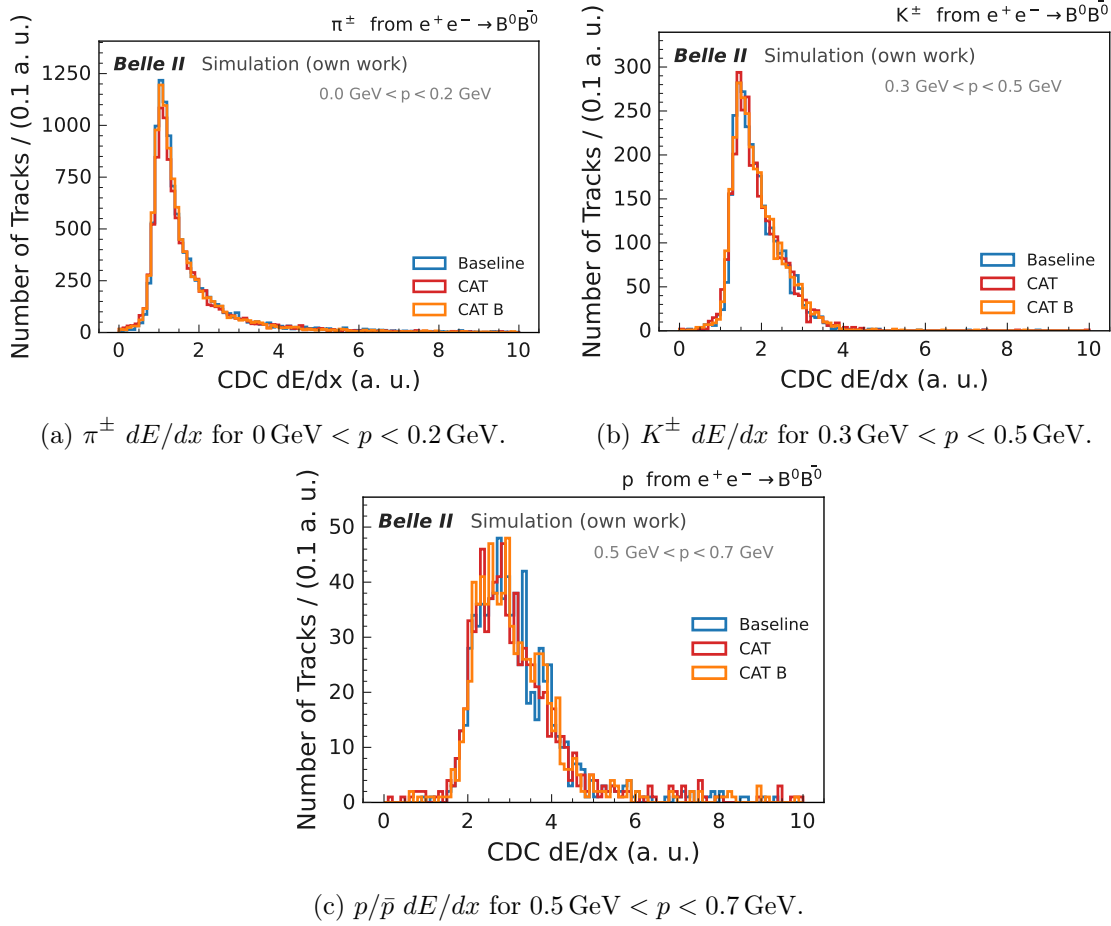 π± from e+e−→B0B̄0
Belle II Simulation (own work)
0.0 GeV < p < 0.2 GeV
Number of Tracks / (0.1 a. u.)
1250
1000
750
500
250
0
Baseline
CAT
CAT B
0 2 4 6 8 10
CDC dE/dx (a. u.)
(a) π± dE/dx for 0 GeV < p < 0.2 GeV.
K± from e+e−→B0B̄0
Belle II Simulation (own work)
0.3 GeV < p < 0.5 GeV
Number of Tracks / (0.1 a. u.)
300
250
200
150
100
50
0
Baseline
CAT
CAT B
0 2 4 6 8 10
CDC dE/dx (a. u.)
(b) K± dE/dx for 0.3 GeV < p < 0.5 GeV.
p from e+e−→B0B̄0
Belle II Simulation (own work)
0.5 GeV < p < 0.7 GeV
Number of Tracks / (0.1 a. u.)
50
40
30
20
10
0
Baseline
CAT
CAT B
0 2 4 6 8 10
CDC dE/dx (a. u.)
(c) p/p̄ dE/dx for 0.5 GeV < p < 0.7 GeV.